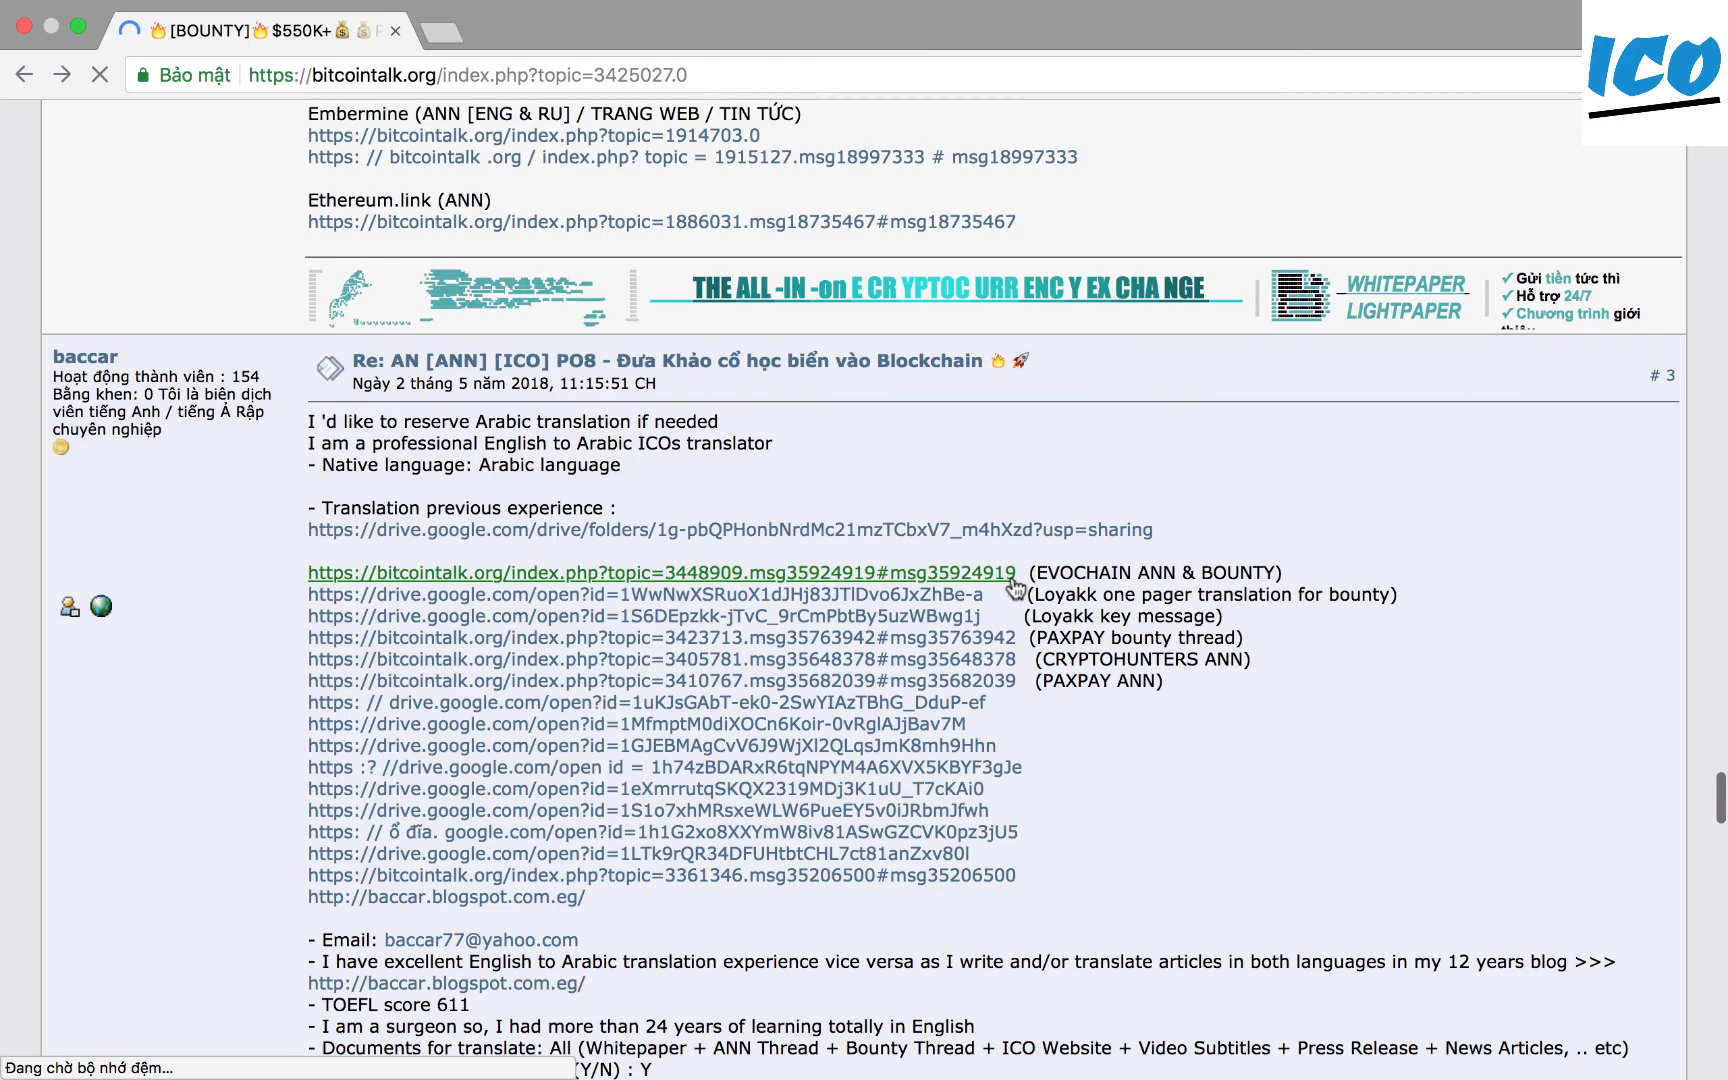 🔥[BOUNTY]🔥 $550K+💰💰
Bảo mật https://bitcointalk.org/index.php?topic=3425027.0
ICO
Embermine (ANN [ENG & RU] / TRANG WEB / TIN TỨC)
https://bitcointalk.org/index.php?topic=1914703.0
https: // bitcointalk .org / index.php? topic = 1915127.msg18997333 # msg18997333
Ethereum.link (ANN)
https://bitcointalk.org/index.php?topic=1886031.msg18735467#msg18735467
THE ALL -IN -on E CR YPTOC URR ENC Y EX CHA NGE
WHITEPAPER
LIGHTPAPER
✓Gửi tiền tức thì
✓Hỗ trợ 24/7
✓Chương trình giới
baccar
Hoạt động thành viên : 154
Bằng khen: 0 Tôi là biên dịch
viên tiếng Anh / tiếng Ả Rập
chuyên nghiệp
Re: AN [ANN] [ICO] PO8 - Đưa Khảo cổ học biển vào Blockchain 🔥 🚀
Ngày 2 tháng 5 năm 2018, 11:15:51 CH
# 3
I 'd like to reserve Arabic translation if needed
I am a professional English to Arabic ICOs translator
- Native language: Arabic language
- Translation previous experience :
https://drive.google.com/drive/folders/1g-pbQPHonbNrdMc21mzTCbxV7_m4hXzd?usp=sharing
https://bitcointalk.org/index.php?topic=3448909.msg35924919#msg35924919 (EVOCHAIN ANN & BOUNTY)
https://drive.google.com/open?id=1WwNwXSRuoX1dJHj83JTlDvo6JxZhBe-a (Loyakk one pager translation for bounty)
https://drive.google.com/open?id=1S6DEpzkk-jTvC_9rCmPbtBy5uzWBwg1j (Loyakk key message)
https://bitcointalk.org/index.php?topic=3423713.msg35763942#msg35763942 (PAXPAY bounty thread)
https://bitcointalk.org/index.php?topic=3405781.msg35648378#msg35648378 (CRYPTOHUNTERS ANN)
https://bitcointalk.org/index.php?topic=3410767.msg35682039#msg35682039 (PAXPAY ANN)
https: // drive.google.com/open?id=1uKJsGAbT-ek0-2SwYIAzTBhG_DduP-ef
https://drive.google.com/open?id=1MfmptM0diXOCn6Koir-0vRglAJjBav7M
https://drive.google.com/open?id=1GJEBMAgCvV6J9WjXl2QLqsJmK8mh9Hhn
https :? //drive.google.com/open id = 1h74zBDARxR6tqNPYM4A6XVX5KBYF3gJe
https://drive.google.com/open?id=1eXmrrutqSKQX2319MDj3K1uU_T7cKAi0
https://drive.google.com/open?id=1S1o7xhMRsxeWLW6PueEY5v0iJRbmJfwh
https: // ổ đĩa. google.com/open?id=1h1G2xo8XXYmW8iv81ASwGZCVK0pz3jU5
https://drive.google.com/open?id=1LTk9rQR34DFUHtbtCHL7ct81anZxv80l
https://bitcointalk.org/index.php?topic=3361346.msg35206500#msg35206500
http://baccar.blogspot.com.eg/
- Email: baccar77@yahoo.com
- I have excellent English to Arabic translation experience vice versa as I write and/or translate articles in both languages in my 12 years blog >>>
http://baccar.blogspot.com.eg/
- TOEFL score 611
- I am a surgeon so, I had more than 24 years of learning totally in English
- Documents for translate: All (Whitepaper + ANN Thread + Bounty Thread + ICO Website + Video Subtitles + Press Release + News Articles, .. etc)
(Y/N) : Y
Đang chờ bộ nhớ đệm...